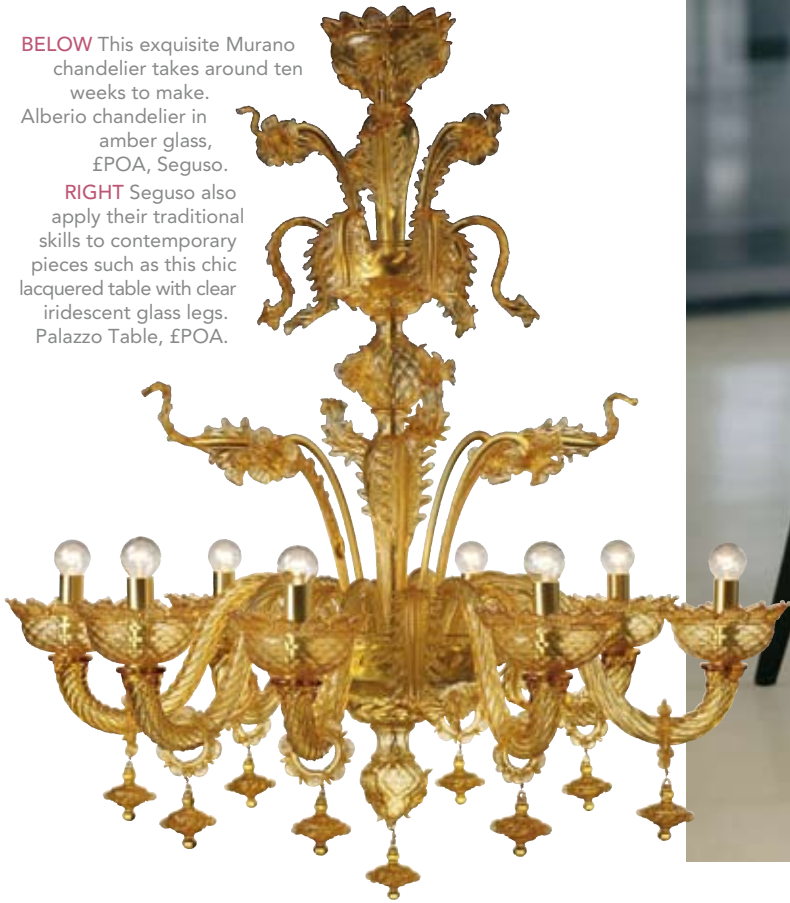 BELOW This exquisite Murano
chandelier takes around ten
weeks to make.
Alberio chandelier in
amber glass,
£POA, Seguso.
RIGHT Seguso also
apply their traditional
skills to contemporary
pieces such as this chic
lacquered table with clear
iridescent glass legs.
Palazzo Table, £POA.